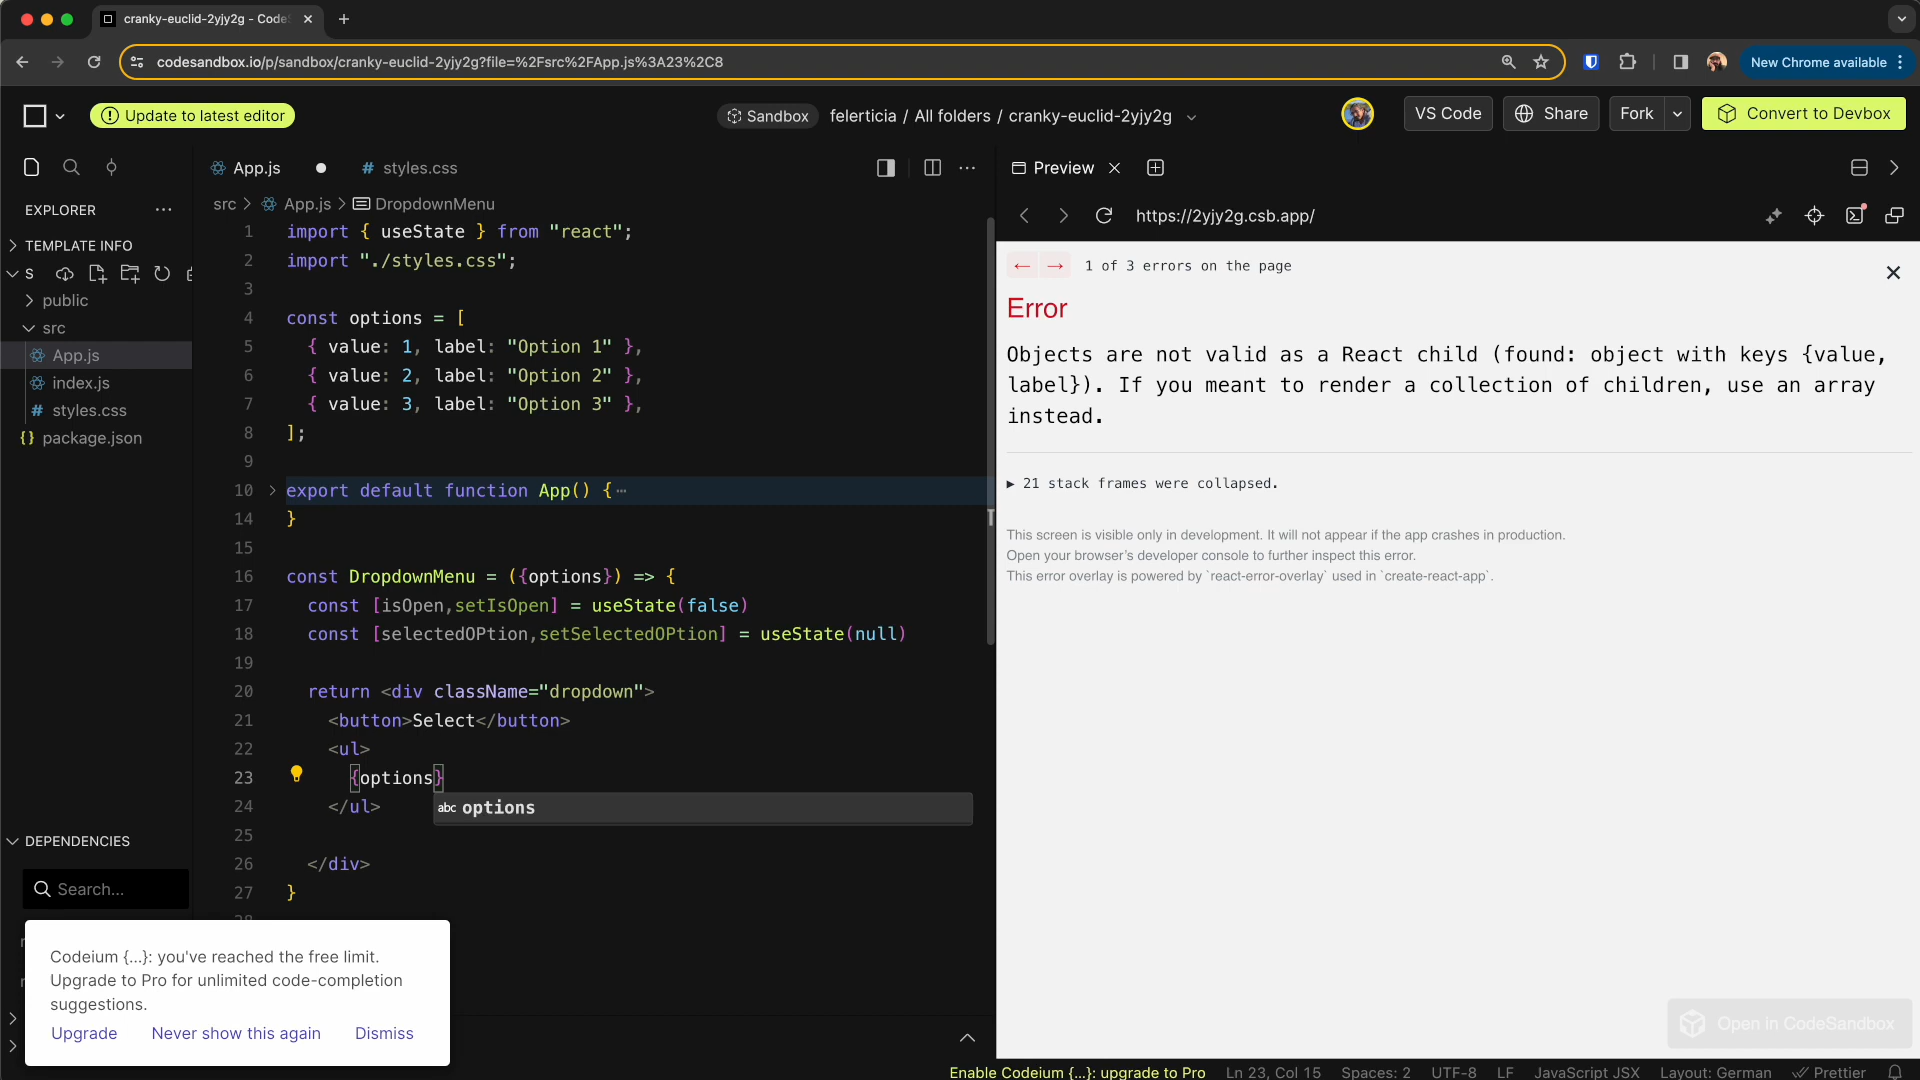 cranky-euclid-2yjy2g - Code
codesandbox.io/p/sandbox/cranky-euclid-2yjy2g?file=%2Fsrc%2FApp.js%3A23%2C8
New Chrome available
Update to latest editor
Sandbox
felerticia / All folders / cranky-euclid-2yjy2g
VS Code
Share
Fork
Convert to Devbox
EXPLORER
TEMPLATE INFO
S
public
src
App.js
index.js
# styles.css
{} package.json
DEPENDENCIES
Search...
App.js
# styles.css
src > App.js > DropdownMenu
1 import { useState } from "react";
2 import "./styles.css";
3
4 const options = [
5 { value: 1, label: "Option 1" },
6 { value: 2, label: "Option 2" },
7 { value: 3, label: "Option 3" },
8 ];
9
10 export default function App() {⋯
14 }
15
16 const DropdownMenu = ({options}) => {
17 const [isOpen,setIsOpen] = useState(false)
18 const [selectedOPtion,setSelectedOPtion] = useState(null)
19
20 return <div className="dropdown">
21 <button>Select</button>
22 <ul>
23 {options}
abc options
24 </ul>
25
26 </div>
27 }
Codeium {...}: you've reached the free limit.
Upgrade to Pro for unlimited code-completion
suggestions.
Upgrade Never show this again Dismiss
Preview
https://2yjy2g.csb.app/
← → 1 of 3 errors on the page
Error
Objects are not valid as a React child (found: object with keys {value,
label}). If you meant to render a collection of children, use an array
instead.
▶ 21 stack frames were collapsed.
This screen is visible only in development. It will not appear if the app crashes in production.
Open your browser's developer console to further inspect this error.
This error overlay is powered by `react-error-overlay` used in `create-react-app`.
Open in CodeSandbox
Enable Codeium {...}: upgrade to Pro Ln 23, Col 15 Spaces: 2 UTF-8 LF JavaScript JSX Layout: German Prettier